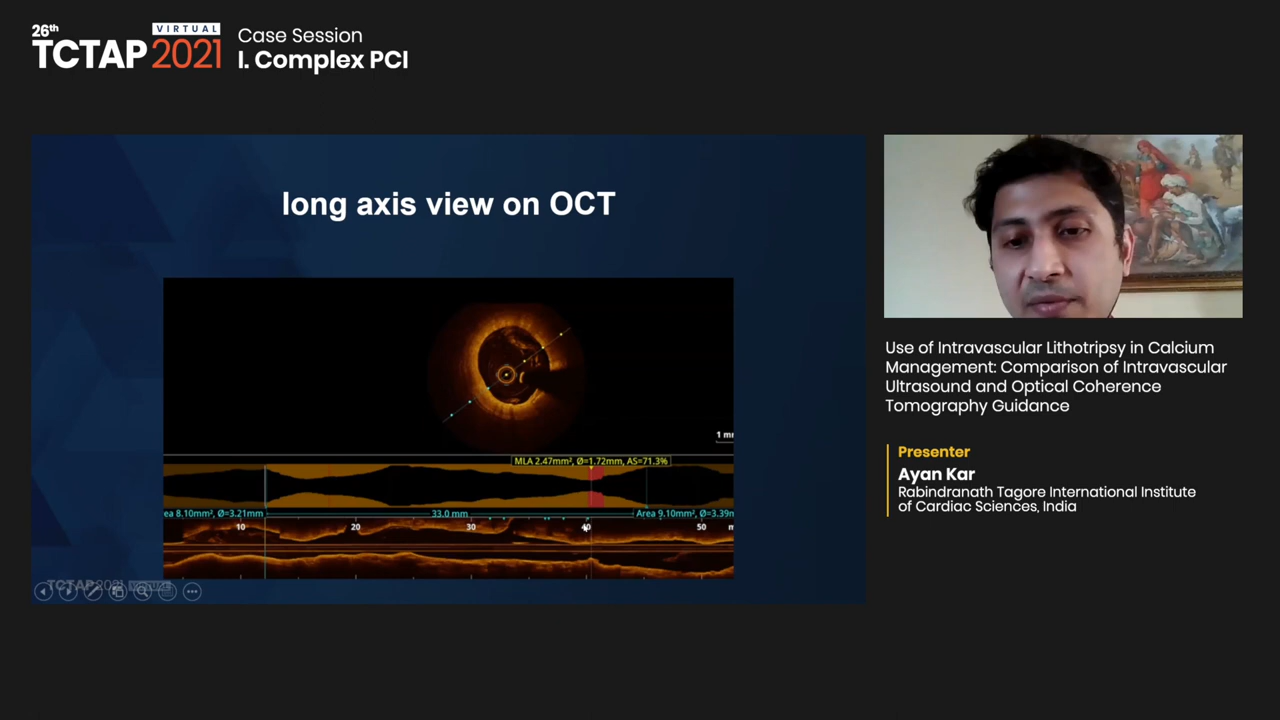 26th
VIRTUAL
TCTAP 2021
Case Session
I. Complex PCI
long axis view on OCT
1 mm
MLA 2.47mm², Ø=1.72mm, AS=71.3%
ea 8.10mm², Ø=3.21mm
33.0 mm
Area 9.10mm², Ø=3.39m
10 20 30 40 50 m
TCTAP2021 VIRTUAL
Use of Intravascular Lithotripsy in Calcium
Management: Comparison of Intravascular
Ultrasound and Optical Coherence
Tomography Guidance
Presenter
Ayan Kar
Rabindranath Tagore International Institute
of Cardiac Sciences, India